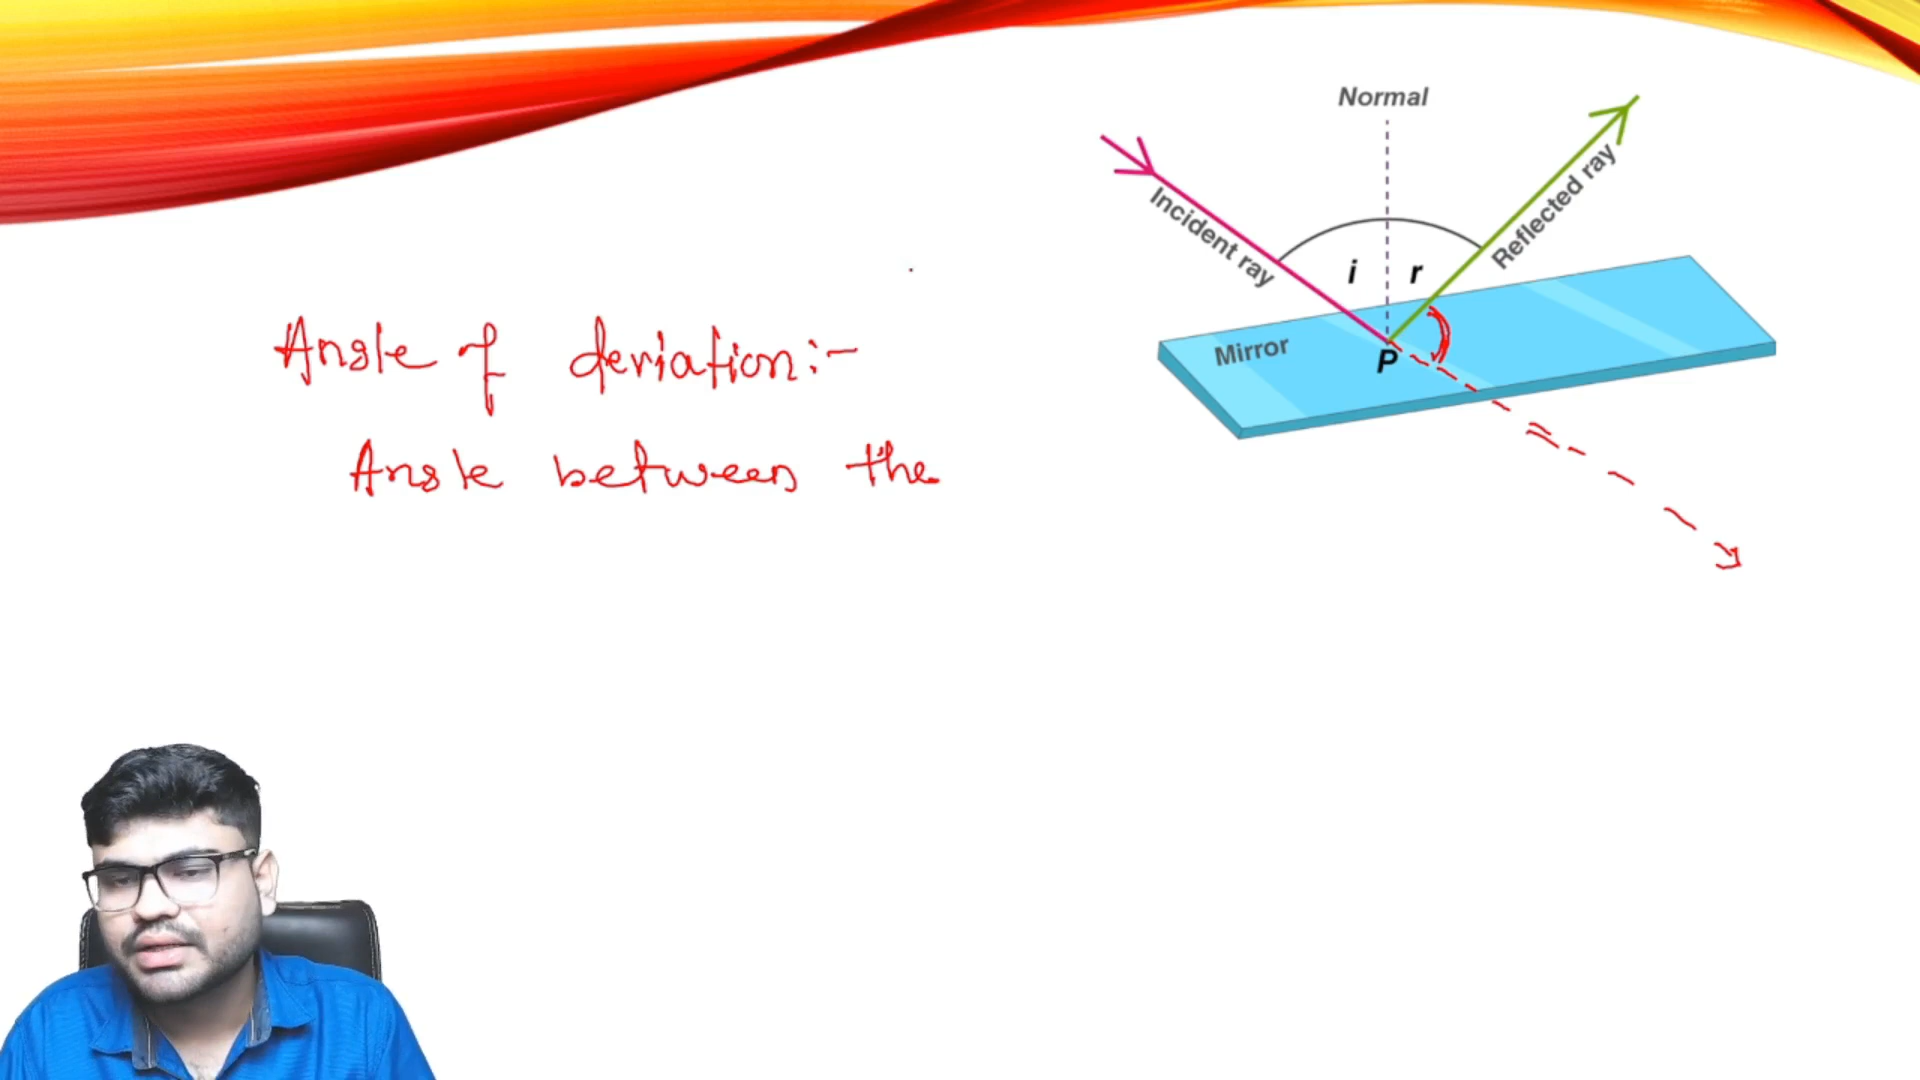 Normal
Incident ray
Reflected ray
i r
Mirror
P
Angle of deviation:-
Angle between the